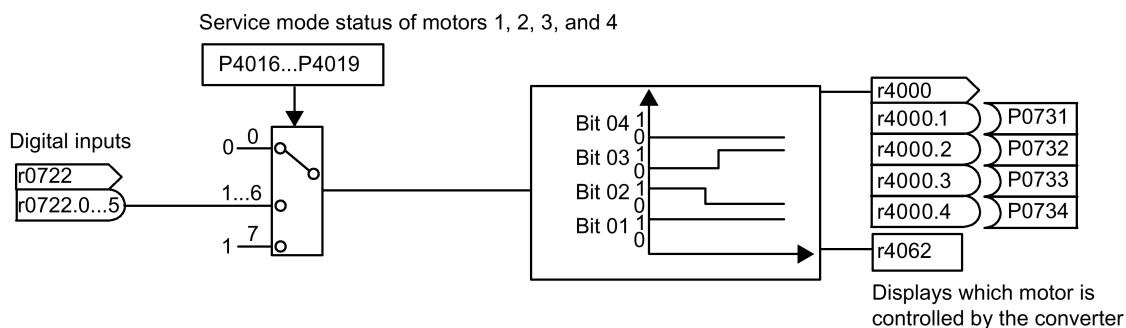 Service mode status of motors 1, 2, 3, and 4
P4016...P4019
Digital inputs
r0722
r0722.0...5
0 0
1...6
1 7
Bit 04 1
0
Bit 03 1
0
Bit 02 1
0
Bit 01 1
0
r4000
r4000.1 P0731
r4000.2 P0732
r4000.3 P0733
r4000.4 P0734
r4062
Displays which motor is
controlled by the converter